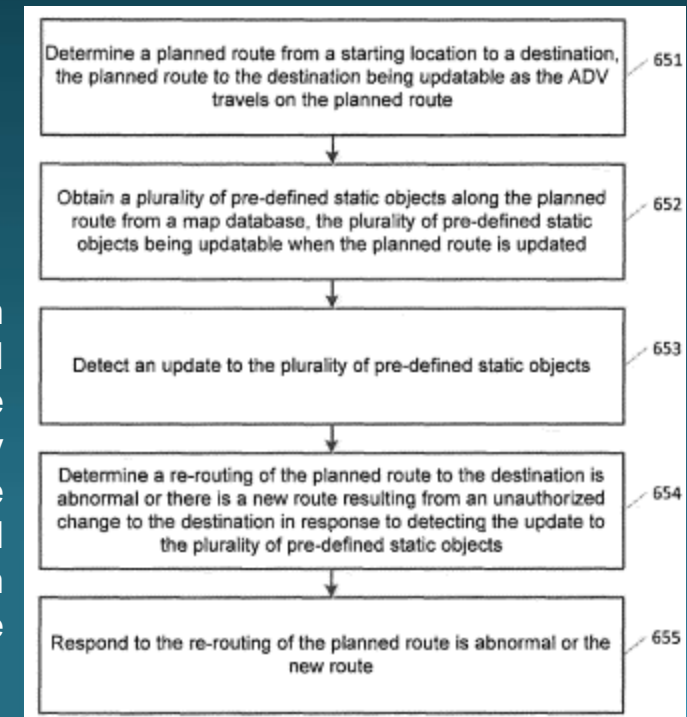 Determine a planned route from a starting location to a destination,
the planned route to the destination being updatable as the ADV
travels on the planned route
651
Obtain a plurality of pre-defined static objects along the planned
route from a map database, the plurality of pre-defined static
objects being updatable when the planned route is updated
652
Detect an update to the plurality of pre-defined static objects
653
Determine a re-routing of the planned route to the destination is
abnormal or there is a new route resulting from an unauthorized
change to the destination in response to detecting the update to
the plurality of pre-defined static objects
654
Respond to the re-routing of the planned route is abnormal or the
new route
655